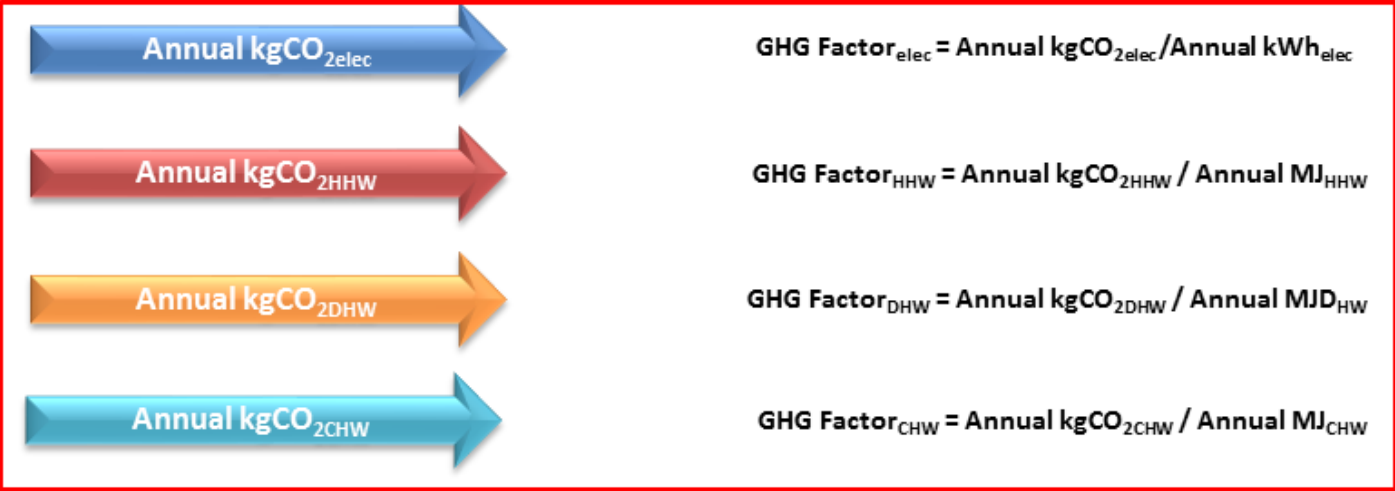 Annual kgCO₂elec GHG Factorelec = Annual kgCO₂elec/Annual kWhelec
Annual kgCO₂HHW GHG FactorHHW = Annual kgCO₂HHW / Annual MJHHW
Annual kgCO₂DHW GHG FactorDHW = Annual kgCO₂DHW / Annual MJDHW
Annual kgCO₂CHW GHG FactorCHW = Annual kgCO₂CHW / Annual MJCHW